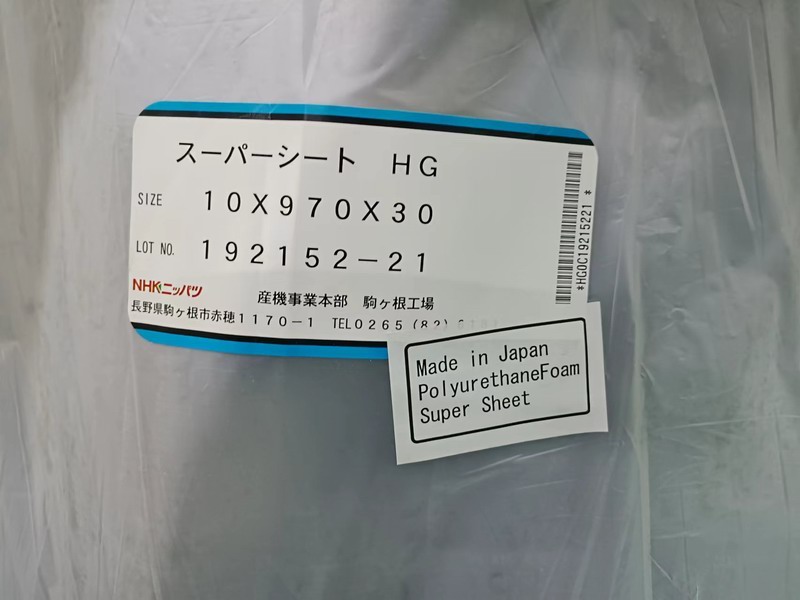 スーパーシート HG
SIZE 10X970X30
LOT NO. 192152-21
NHKニッパツ
産機事業本部 駒ヶ根工場
長野県駒ヶ根市赤穂1170-1 TEL0265(82)
*HG0C19215221 *
Made in Japan
PolyurethaneFoam
Super Sheet